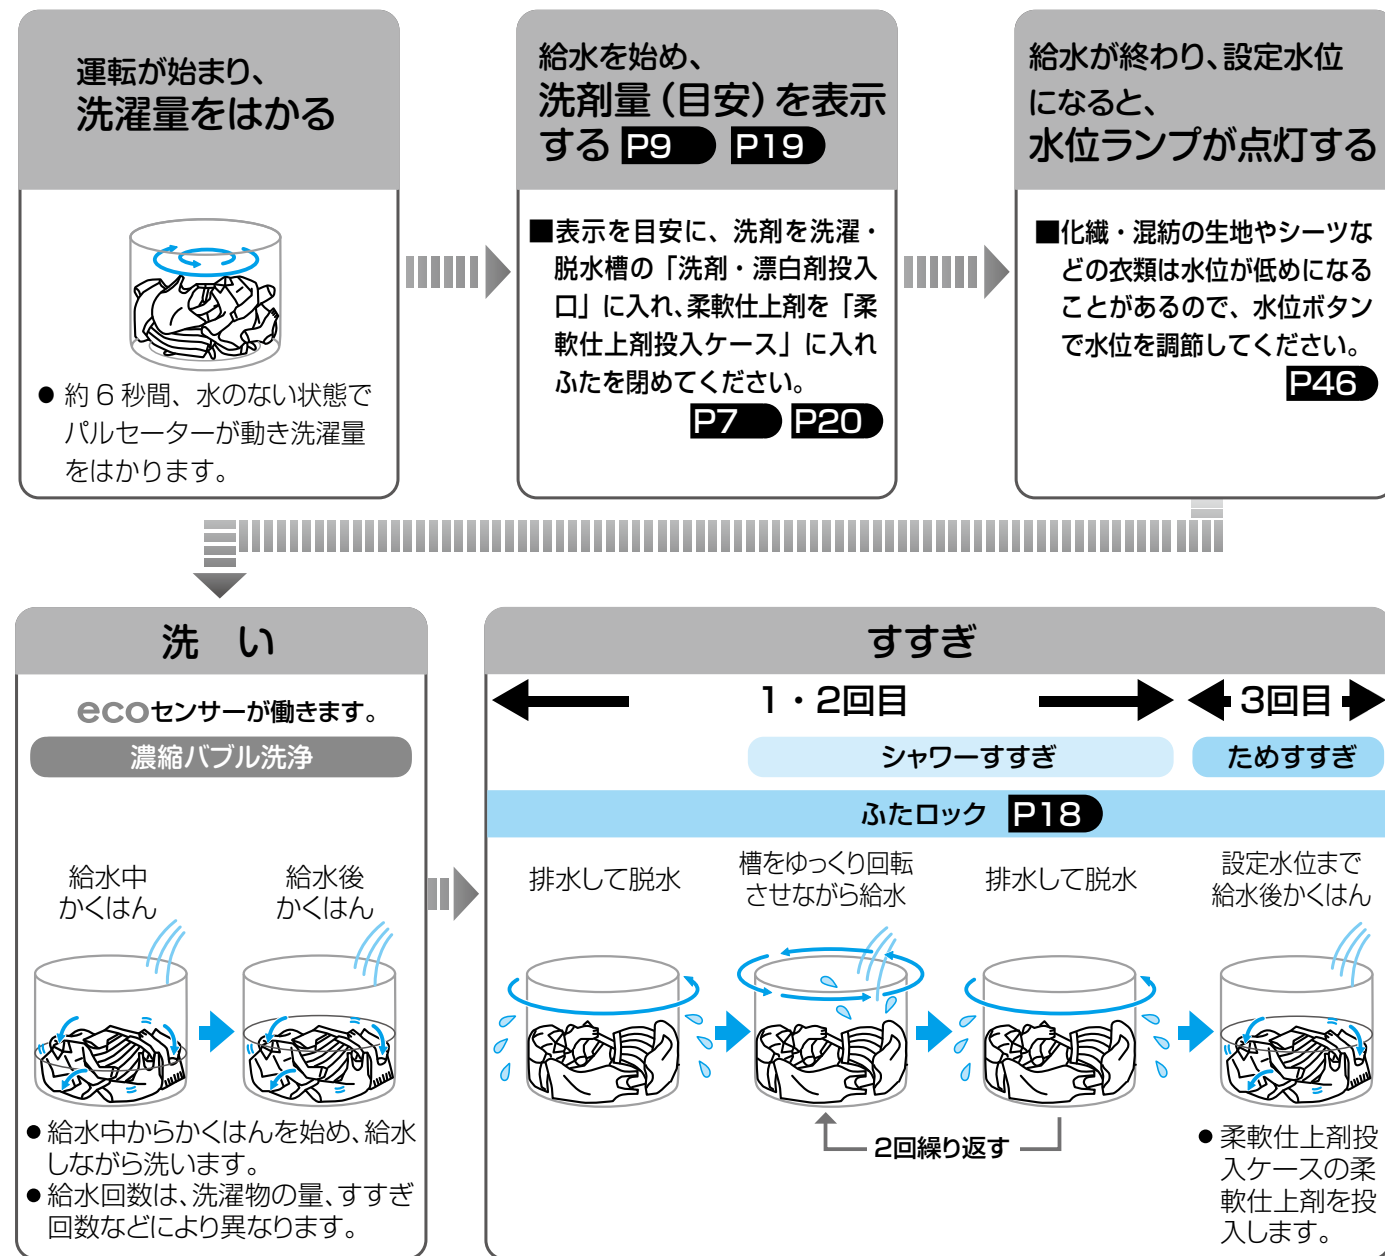 運転が始まり、
洗濯量をはかる
● 約6秒間、水のない状態で
パルセーターが動き洗濯量
をはかります。
給水を始め、
洗剤量(目安)を表示
する P9 P19
■表示を目安に、洗剤を洗濯・
脱水槽の「洗剤・漂白剤投入
口」に入れ、柔軟仕上剤を「柔
軟仕上剤投入ケース」に入れ
ふたを閉めてください。
P7 P20
給水が終わり、設定水位
になると、
水位ランプが点灯する
■化繊・混紡の生地やシーツな
どの衣類は水位が低めになる
ことがあるので、水位ボタン
で水位を調節してください。
P46
洗 い
ecoセンサーが働きます。
濃縮バブル洗浄
給水中
かくはん
給水後
かくはん
●給水中からかくはんを始め、給水
しながら洗います。
●給水回数は、洗濯物の量、すすぎ
回数などにより異なります。
すすぎ
1・2回目
3回目
シャワーすすぎ
ためすすぎ
ふたロック P18
排水して脱水
槽をゆっくり回転
させながら給水
排水して脱水
設定水位まで
給水後かくはん
2回繰り返す
●柔軟仕上剤投
入ケースの柔
軟仕上剤を投
入します。